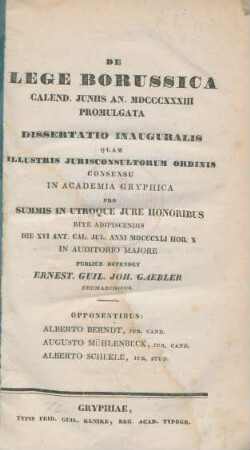 DE
LEGE BORUSSICA
CALEND. JUNIIS AN. MDCCCXXXIII
PROMULGATA
DISSERTATIO INAUGURALIS
QUAM
ILLUSTRIS JURISCONSULTORUM ORDINIS
CONSENSU
IN ACADEMIA GRYPHICA
PRO
SUMMIS IN UTROQUE JURE HONORIBUS
RITE ADIPISCENDIS
DIE XVI ANT. CAL. JUL. ANNI MDCCCXLI HOR. X
IN AUDITORIO MAJORE
PUBLICE DEFENDET
ERNEST. GUIL. JOH. GAEBLER
NEOMARCHICUS.
OPPONENTIBUS:
ALBERTO BERNDT, JUR. CAND.
AUGUSTO MÜHLENBECK, JUR. CAND.
ALBERTO SCHEELE, JUR. STUD.
GRYPHIAE,
TYPIS FRID. GUIL. KUNIKE, REG. ACAD. TYPOGR.